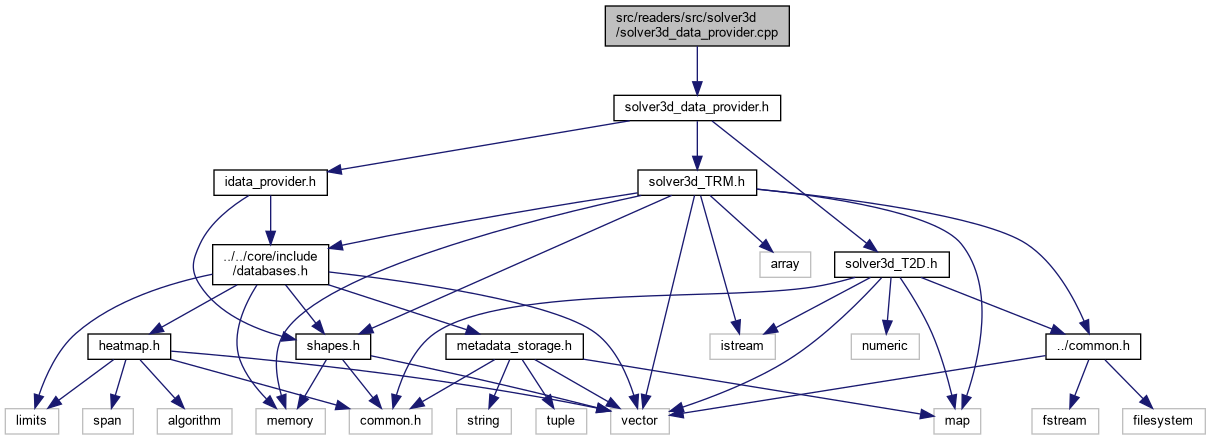 src/readers/src/solver3d
/solver3d_data_provider.cpp
solver3d_data_provider.h
idata_provider.h
solver3d_TRM.h
../../core/include
/databases.h
array
solver3d_T2D.h
heatmap.h
shapes.h
metadata_storage.h
istream
numeric
../common.h
limits
span
algorithm
memory
common.h
string
tuple
vector
map
fstream
filesystem